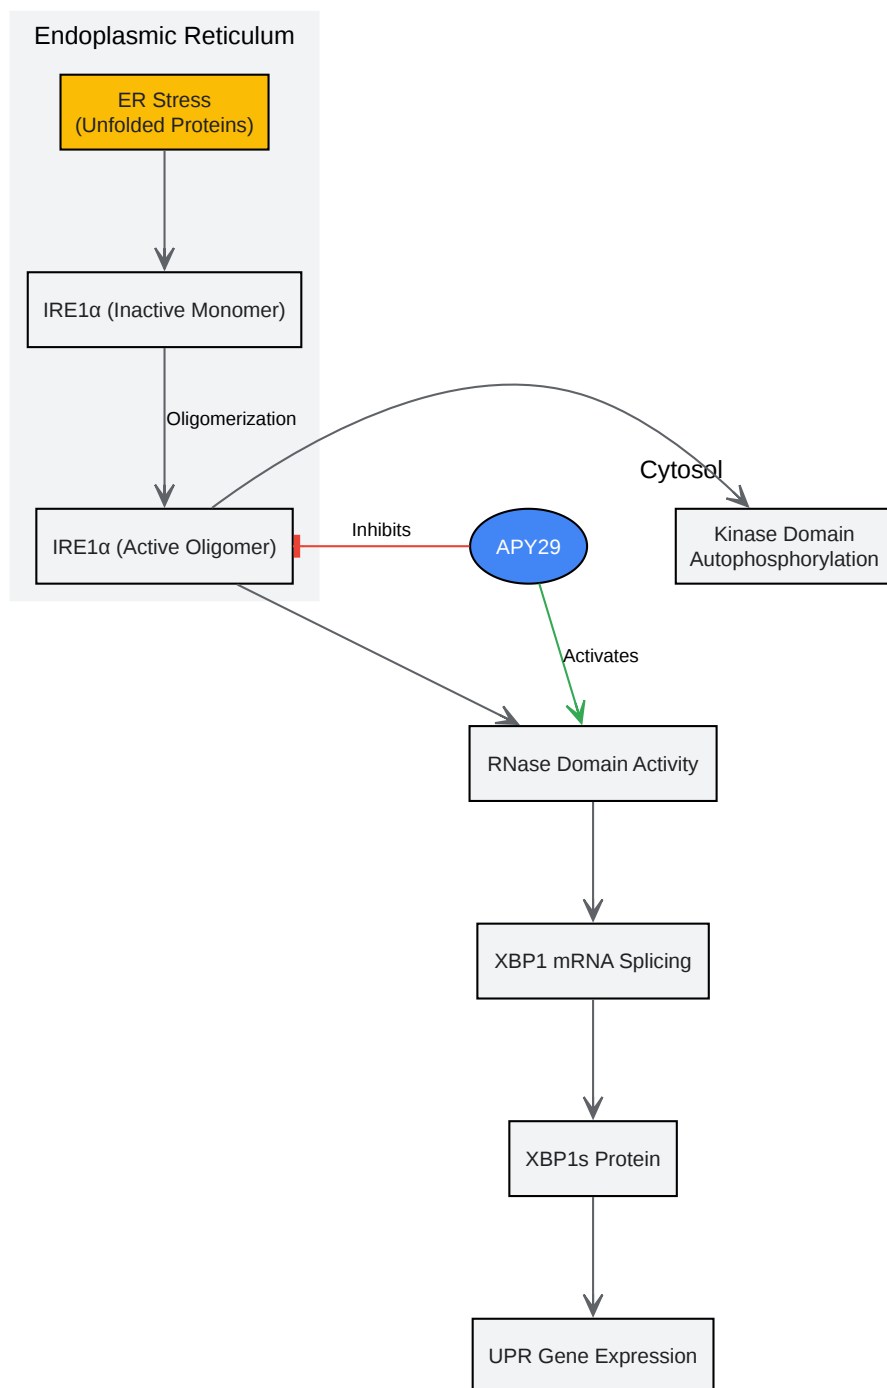 Endoplasmic Reticulum
ER Stress
(Unfolded Proteins)
IRE1α (Inactive Monomer)
Oligomerization
Cytosol
IRE1α (Active Oligomer)
Inhibits
APY29
Kinase Domain
Autophosphorylation
Activates
RNase Domain Activity
XBP1 mRNA Splicing
XBP1s Protein
UPR Gene Expression